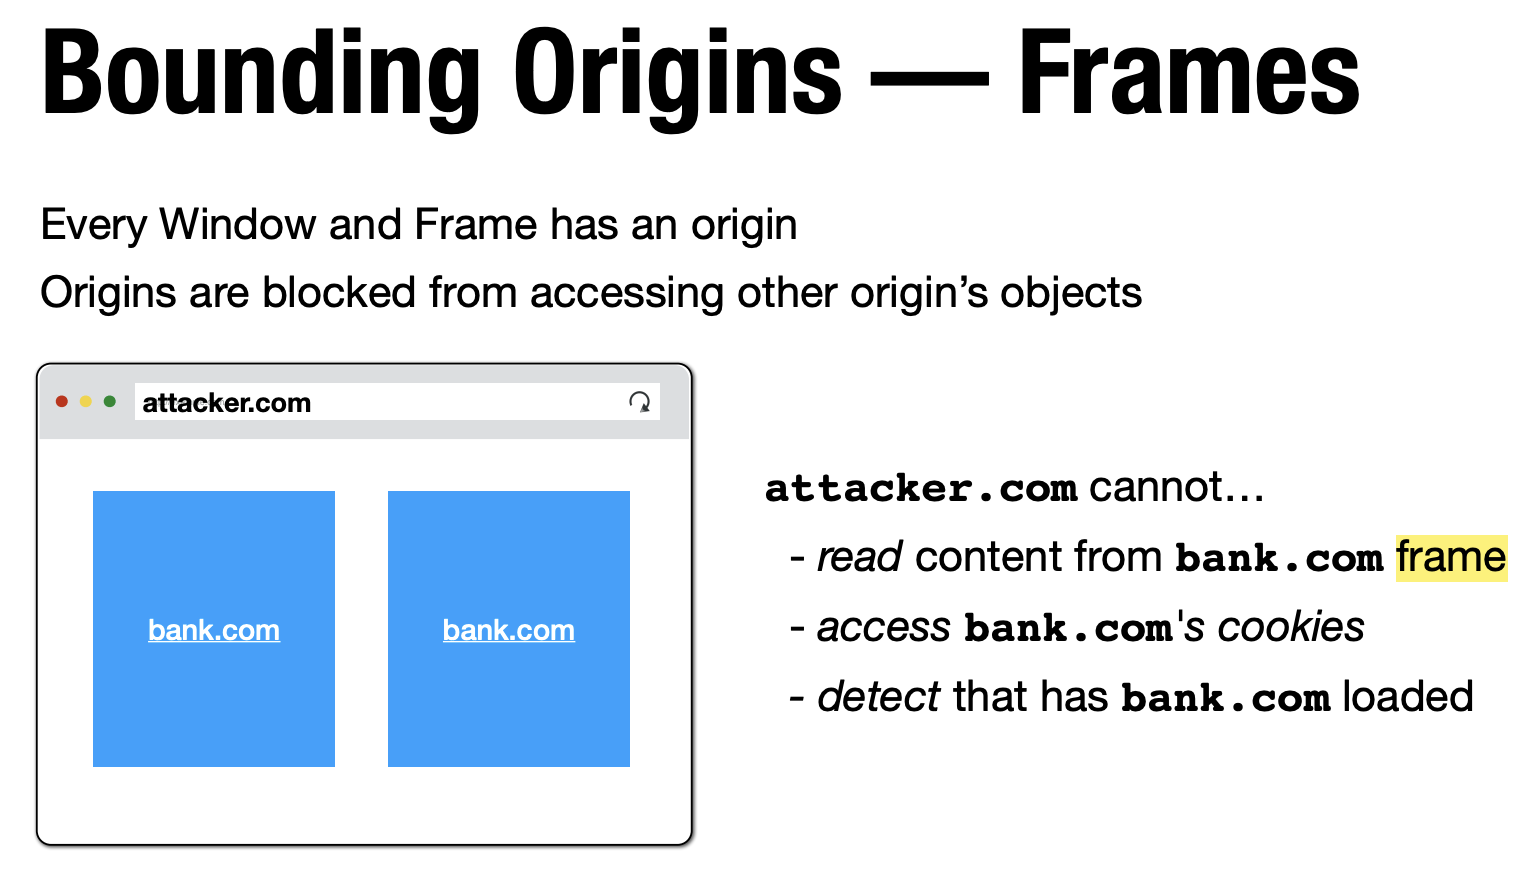 Bounding Origins — Frames
Every Window and Frame has an origin
Origins are blocked from accessing other origin’s objects
attacker.com
bank.com
bank.com
attacker.com cannot…
- read content from bank.com frame
- access bank.com's cookies
- detect that has bank.com loaded